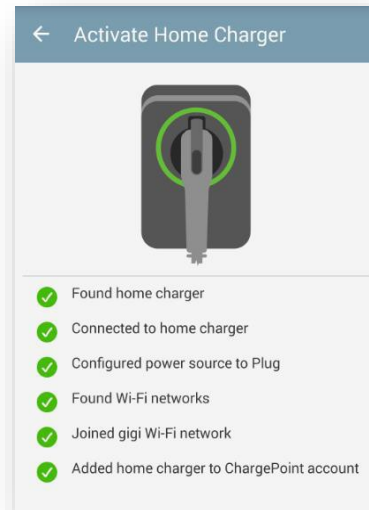 Activate Home Charger
Found home charger
Connected to home charger
Configured power source to Plug
Found Wi-Fi networks
Joined gigi Wi-Fi network
Added home charger to ChargePoint account